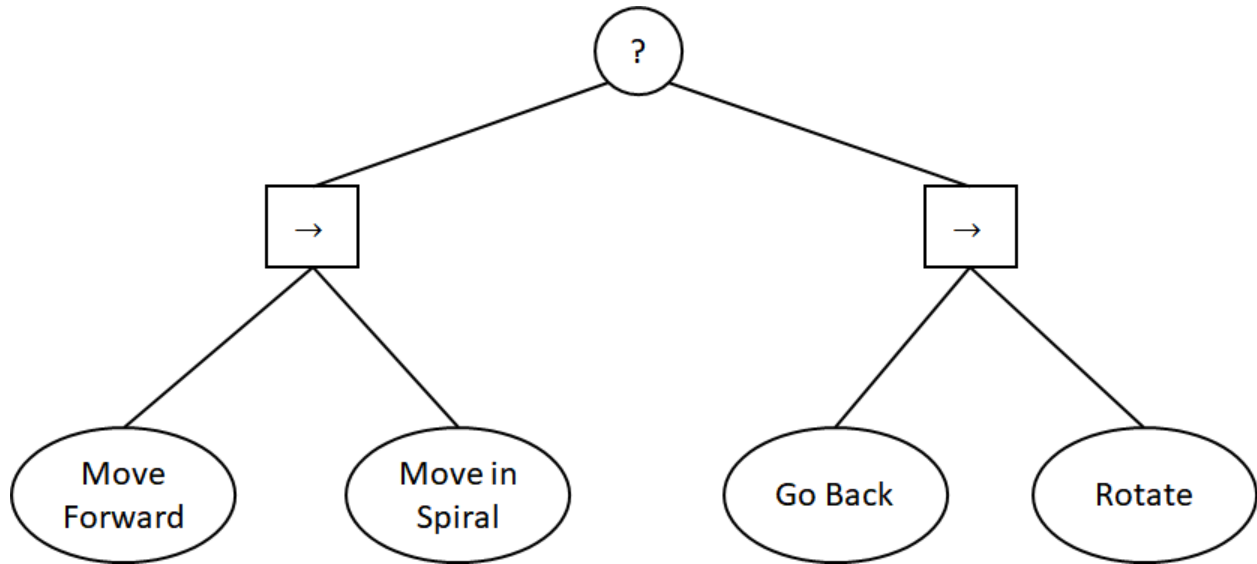 ?
→
→
Move
Forward
Move in
Spiral
Go Back
Rotate